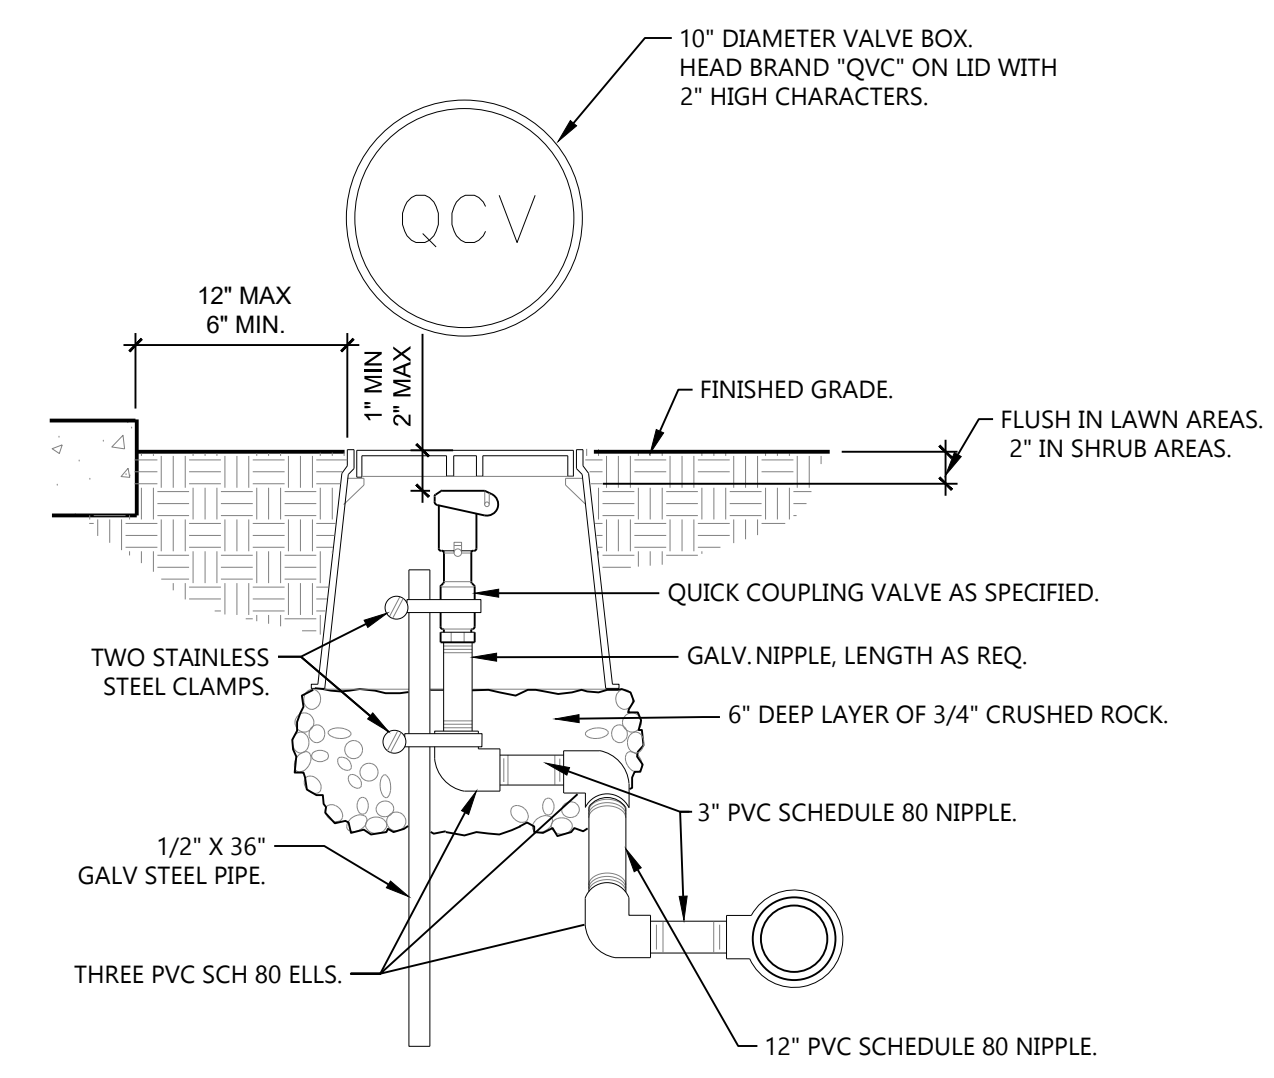 10" DIAMETER VALVE BOX.
HEAD BRAND "QVC" ON LID WITH
2" HIGH CHARACTERS.
QCV
12" MAX
6" MIN.
1" MIN
2" MAX
FINISHED GRADE.
FLUSH IN LAWN AREAS.
2" IN SHRUB AREAS.
QUICK COUPLING VALVE AS SPECIFIED.
TWO STAINLESS
STEEL CLAMPS.
GALV. NIPPLE, LENGTH AS REQ.
6" DEEP LAYER OF 3/4" CRUSHED ROCK.
3" PVC SCHEDULE 80 NIPPLE.
1/2" X 36"
GALV STEEL PIPE.
THREE PVC SCH 80 ELLS.
12" PVC SCHEDULE 80 NIPPLE.